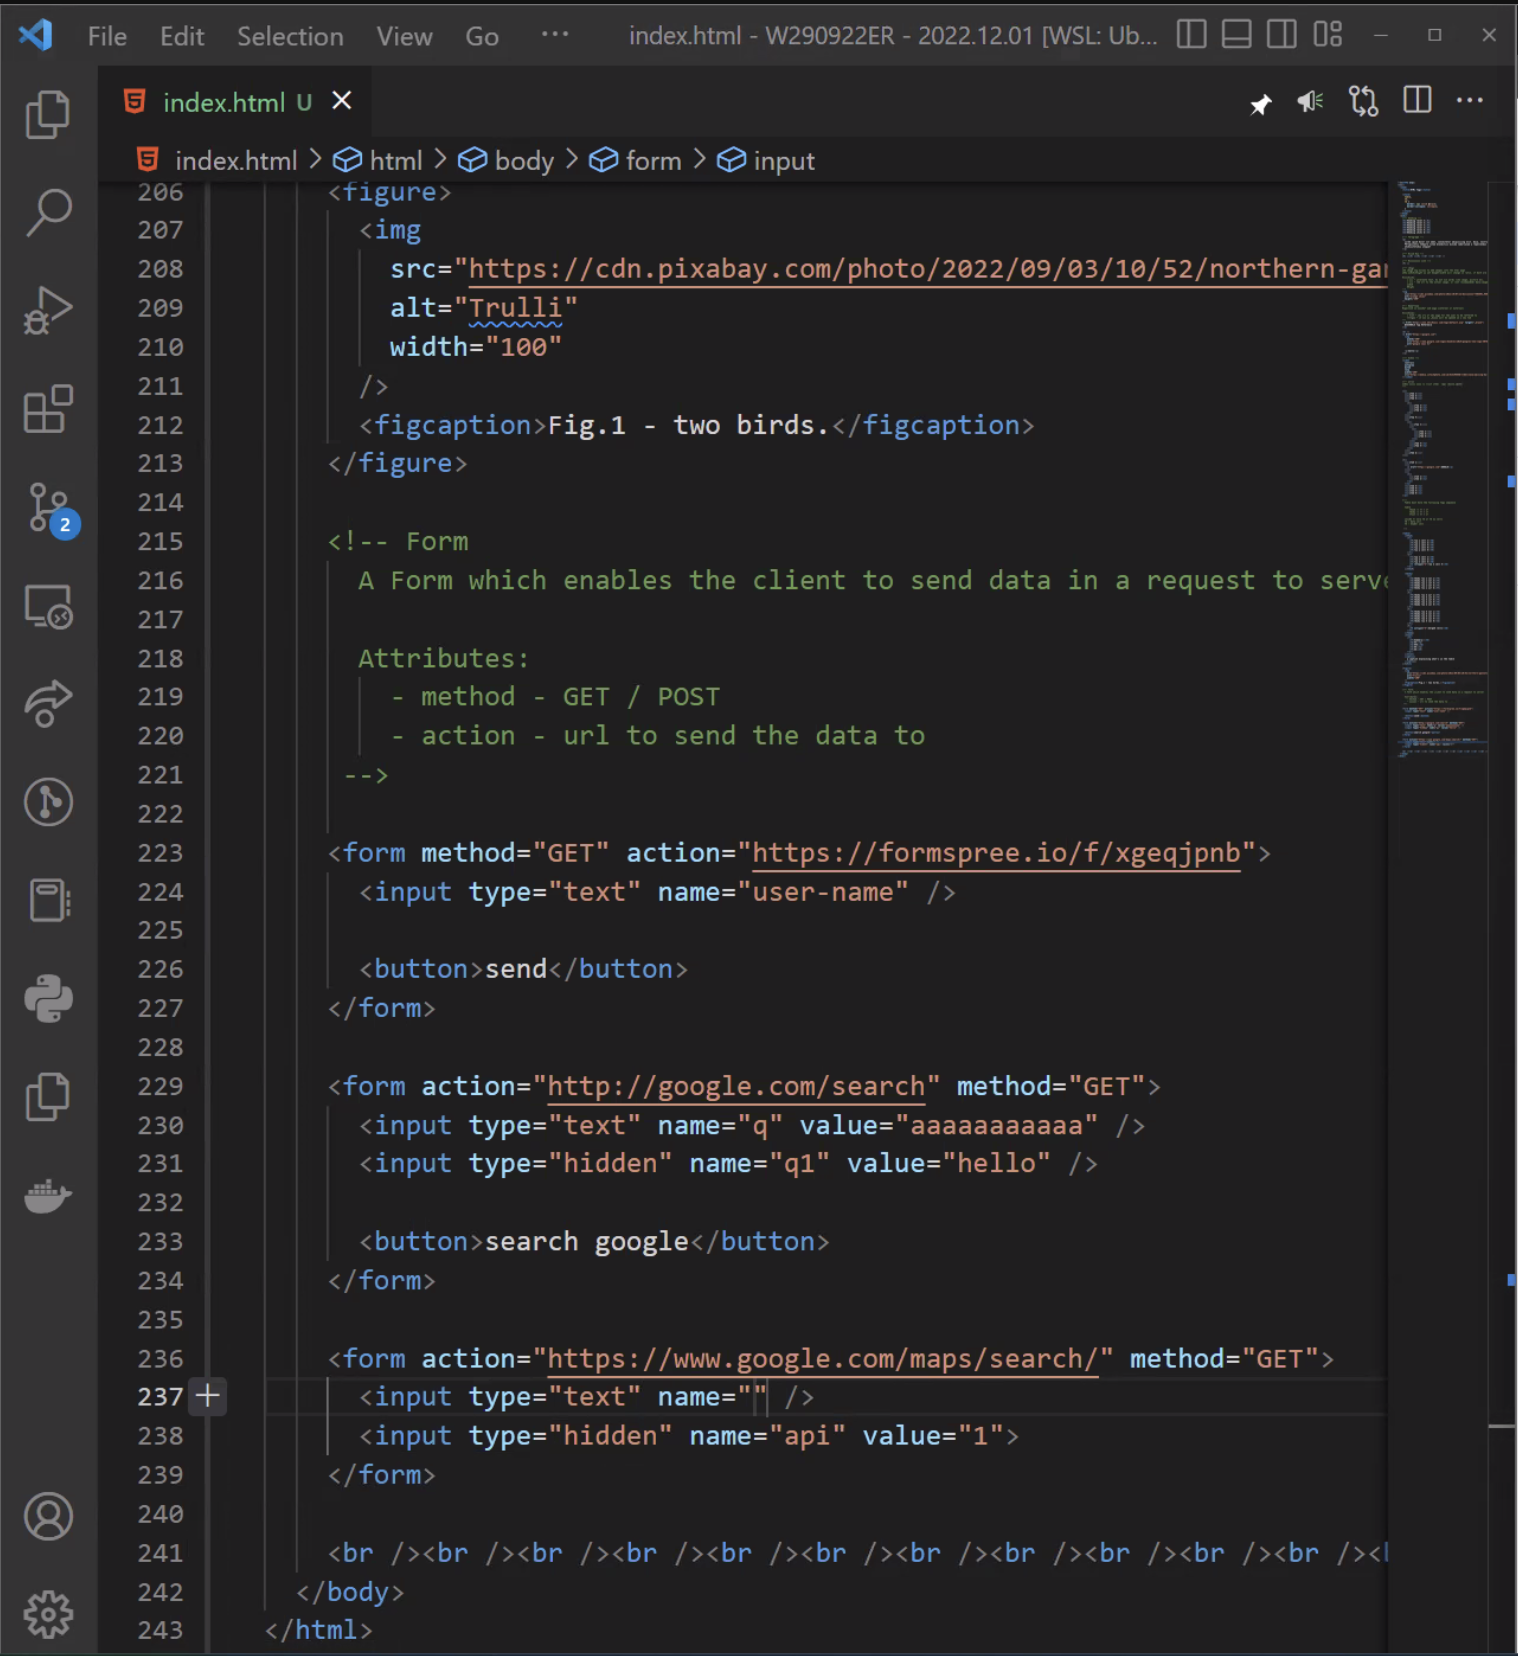 File Edit Selection View Go ··· index.html - W290922ER - 2022.12.01 [WSL: Ub...
index.html U
index.html > html > body > form > input
206 <figure>
207 <img
208 src="https://cdn.pixabay.com/photo/2022/09/03/10/52/northern-gan
209 alt="Trulli"
210 width="100"
211 />
212 <figcaption>Fig.1 - two birds.</figcaption>
213 </figure>
214
215 <!-- Form
216 A Form which enables the client to send data in a request to serve
217
218 Attributes:
219 - method - GET / POST
220 - action - url to send the data to
221 -->
222
223 <form method="GET" action="https://formspree.io/f/xgeqjpnb">
224 <input type="text" name="user-name" />
225
226 <button>send</button>
227 </form>
228
229 <form action="http://google.com/search" method="GET">
230 <input type="text" name="q" value="aaaaaaaaaaa" />
231 <input type="hidden" name="q1" value="hello" />
232
233 <button>search google</button>
234 </form>
235
236 <form action="https://www.google.com/maps/search/" method="GET">
237 <input type="text" name="" />
238 <input type="hidden" name="api" value="1">
239 </form>
240
241 <br /><br /><br /><br /><br /><br /><br /><br /><br /><br /><br /><b
242 </body>
243 </html>
2